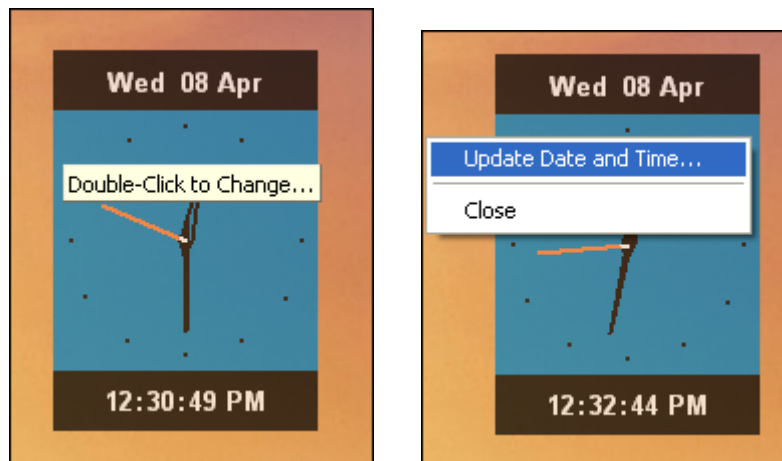 Wed 08 Apr
Double-Click to Change...
12:30:49 PM
Wed 08 Apr
Update Date and Time...
Close
12:32:44 PM